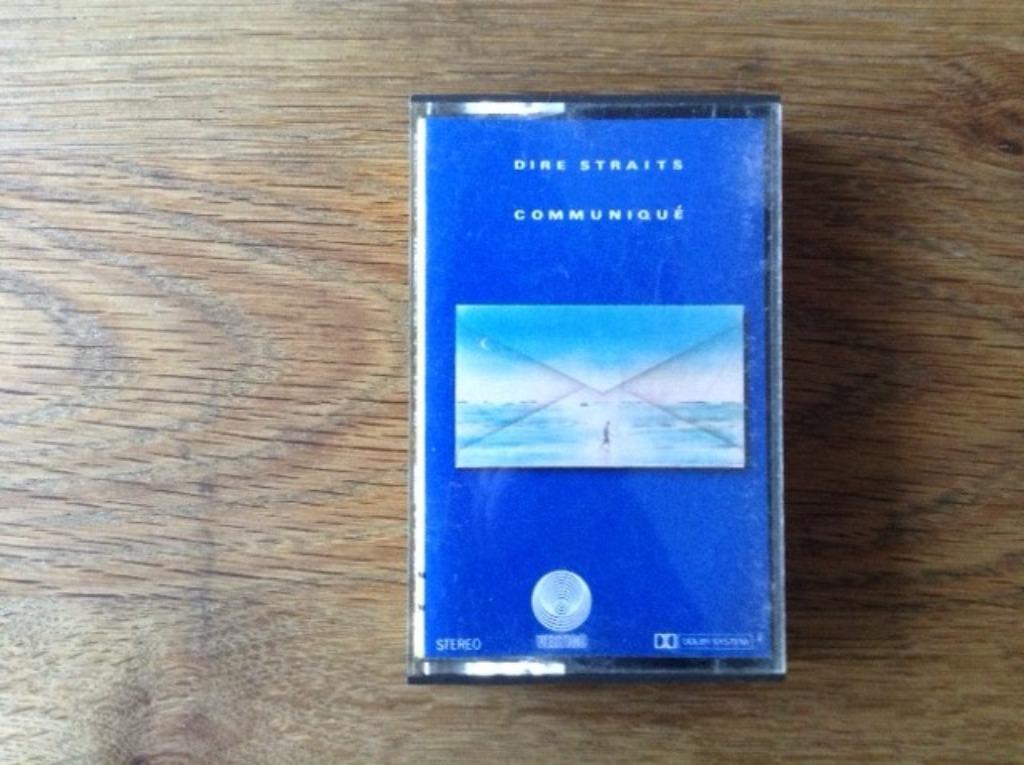 DIRE STRAITS
COMMUNIQUÉ
STEREO
VERTIGO
DOLBY SYSTEM